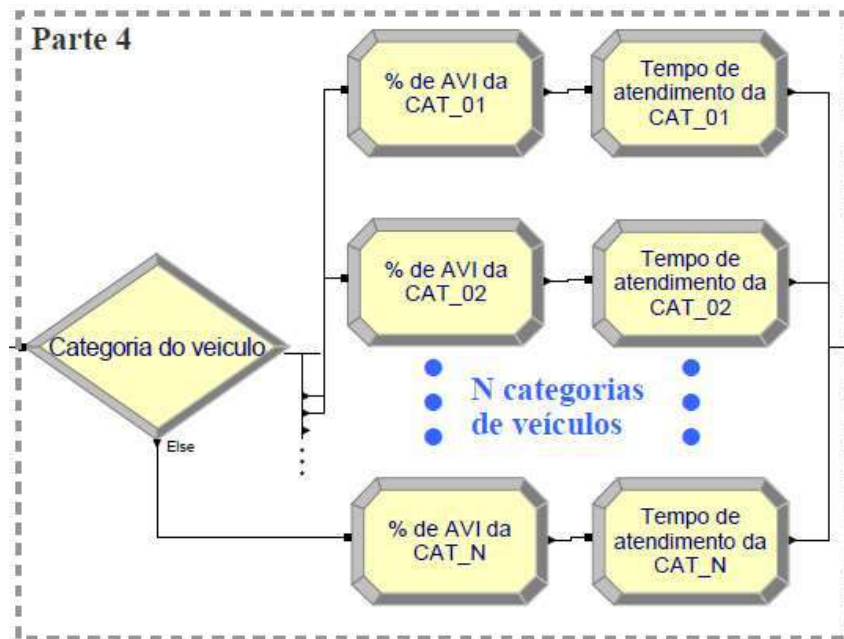 Parte 4
% de AVI da
CAT_01
Tempo de
atendimento da
CAT_01
% de AVI da
CAT_02
Tempo de
atendimento da
CAT_02
Categoria do veiculo
Else
N categorias
de veículos
% de AVI da
CAT_N
Tempo de
atendimento da
CAT_N